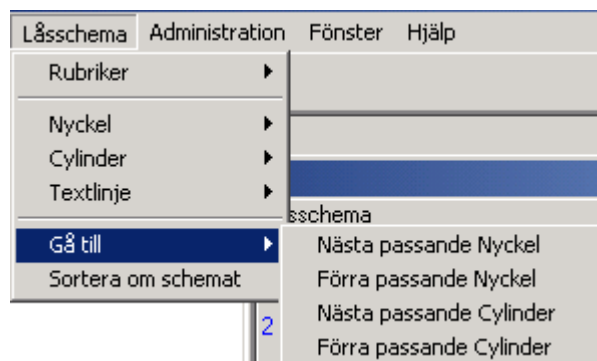 Låsschema Administration Fönster Hjälp
Rubriker
Nyckel
Cylinder
Textlinje
sschema
Gå till
Nästa passande Nyckel
Sortera om schemat
Förra passande Nyckel
2
Nästa passande Cylinder
Förra passande Cylinder